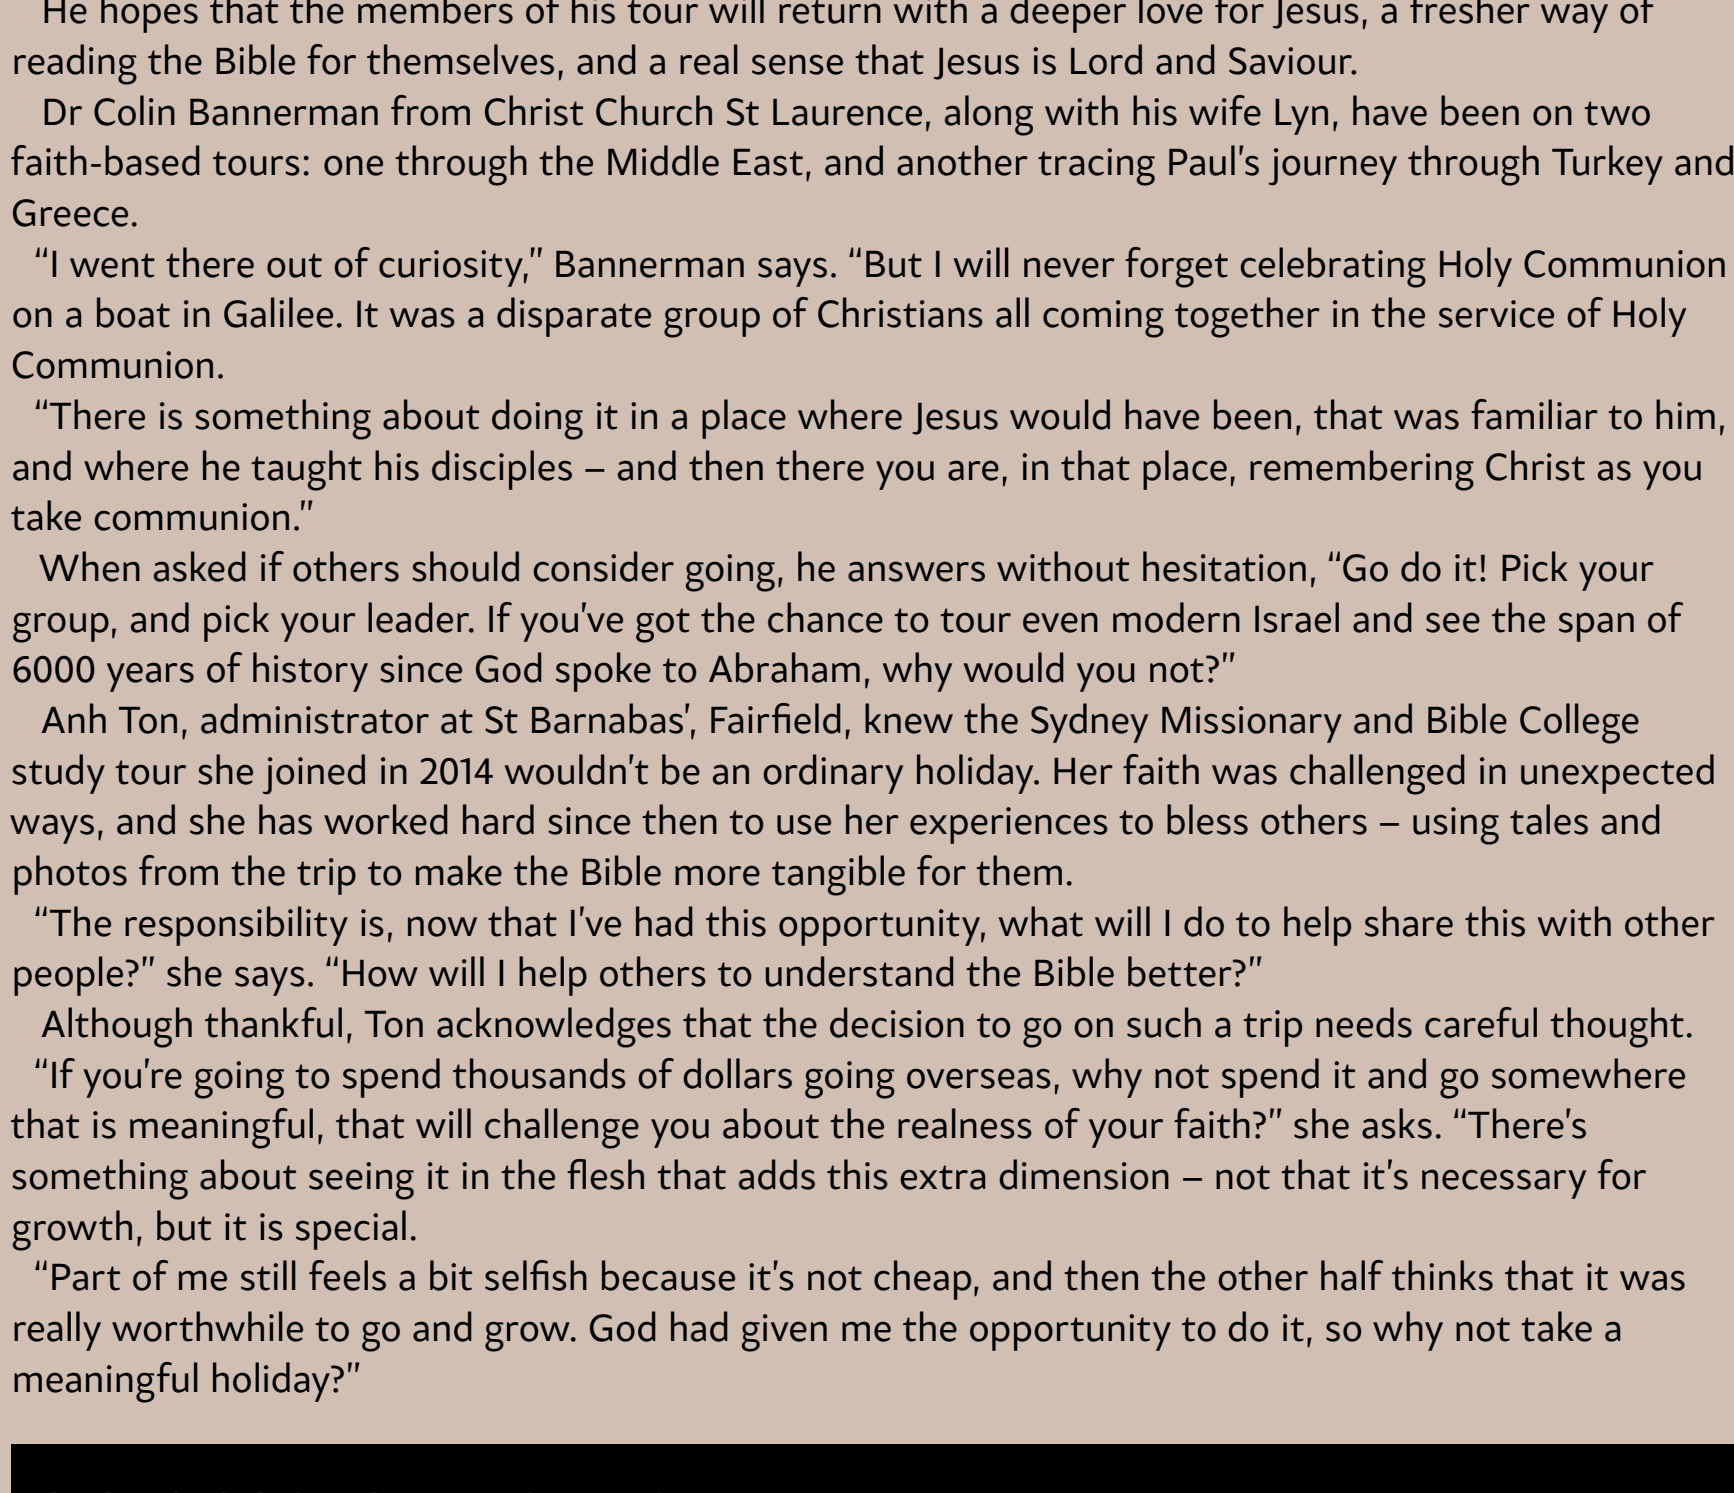 He hopes that the members of his tour will return with a deeper love for Jesus, a fresher way of
reading the Bible for themselves, and a real sense that Jesus is Lord and Saviour.
Dr Colin Bannerman from Christ Church St Laurence, along with his wife Lyn, have been on two
faith-based tours: one through the Middle East, and another tracing Paul’s journey through Turkey and
Greece.
“I went there out of curiosity,” Bannerman says. “But I will never forget celebrating Holy Communion
on a boat in Galilee. It was a disparate group of Christians all coming together in the service of Holy
Communion.
“There is something about doing it in a place where Jesus would have been, that was familiar to him,
and where he taught his disciples – and then there you are, in that place, remembering Christ as you
take communion.”
When asked if others should consider going, he answers without hesitation, “Go do it! Pick your
group, and pick your leader. If you’ve got the chance to tour even modern Israel and see the span of
6000 years of history since God spoke to Abraham, why would you not?”
Anh Ton, administrator at St Barnabas’, Fairfield, knew the Sydney Missionary and Bible College
study tour she joined in 2014 wouldn’t be an ordinary holiday. Her faith was challenged in unexpected
ways, and she has worked hard since then to use her experiences to bless others – using tales and
photos from the trip to make the Bible more tangible for them.
“The responsibility is, now that I’ve had this opportunity, what will I do to help share this with other
people?” she says. “How will I help others to understand the Bible better?”
Although thankful, Ton acknowledges that the decision to go on such a trip needs careful thought.
“If you’re going to spend thousands of dollars going overseas, why not spend it and go somewhere
that is meaningful, that will challenge you about the realness of your faith?” she asks. “There’s
something about seeing it in the flesh that adds this extra dimension – not that it’s necessary for
growth, but it is special.
“Part of me still feels a bit selfish because it’s not cheap, and then the other half thinks that it was
really worthwhile to go and grow. God had given me the opportunity to do it, so why not take a
meaningful holiday?”